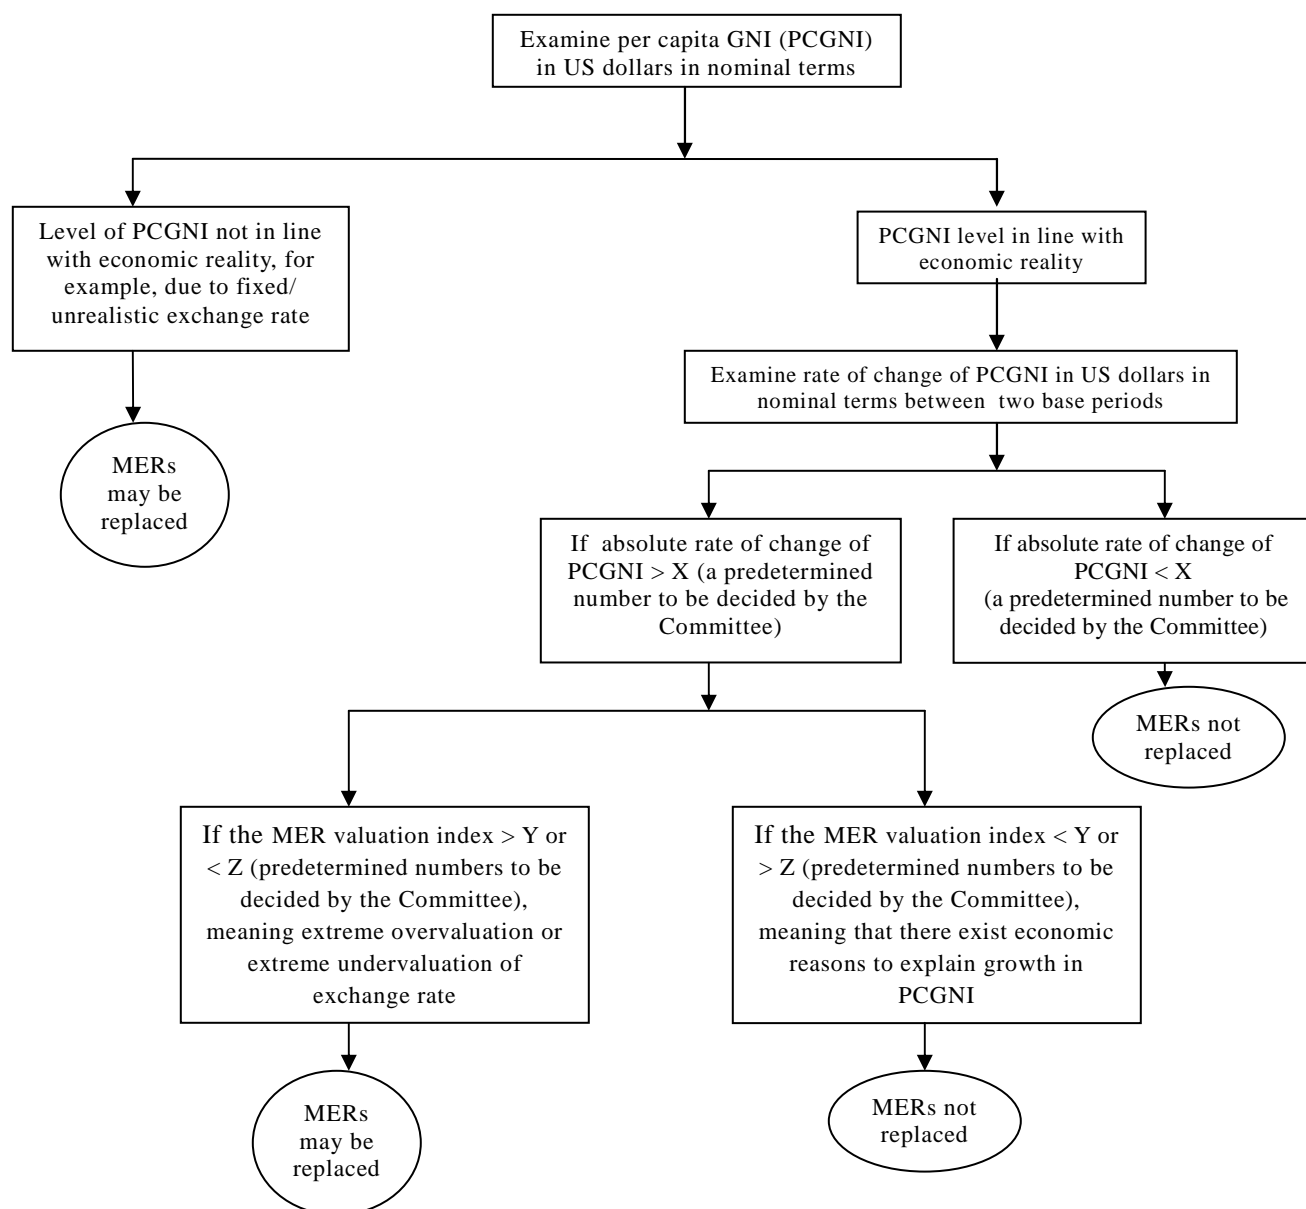 Examine per capita GNI (PCGNI)
in US dollars in nominal terms
Level of PCGNI not in line
with economic reality, for
example, due to fixed/
unrealistic exchange rate
PCGNI level in line with
economic reality
Examine rate of change of PCGNI in US dollars in
nominal terms between two base periods
MERs
may be
replaced
If absolute rate of change of
PCGNI > X (a predetermined
number to be decided by the
Committee)
If absolute rate of change of
PCGNI < X
(a predetermined number to be
decided by the Committee)
MERs not
replaced
If the MER valuation index > Y or
< Z (predetermined numbers to be
decided by the Committee),
meaning extreme overvaluation or
extreme undervaluation of
exchange rate
If the MER valuation index < Y or
> Z (predetermined numbers to be
decided by the Committee),
meaning that there exist economic
reasons to explain growth in
PCGNI
MERs
may be
replaced
MERs not
replaced